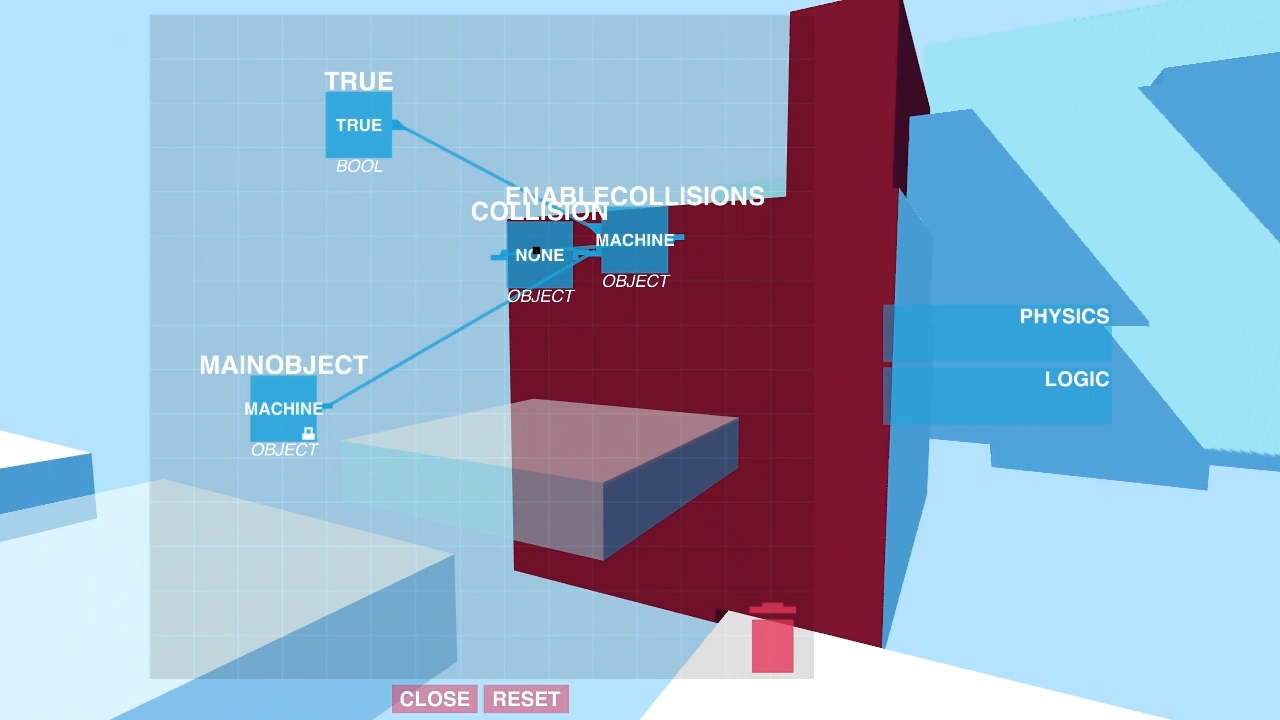 TRUE
TRUE
BOOL
ENABLECOLLISIONS
COLLISION
MACHINE
NONE
OBJECT
OBJECT
PHYSICS
LOGIC
MAINOBJECT
MACHINE
OBJECT
CLOSE
RESET